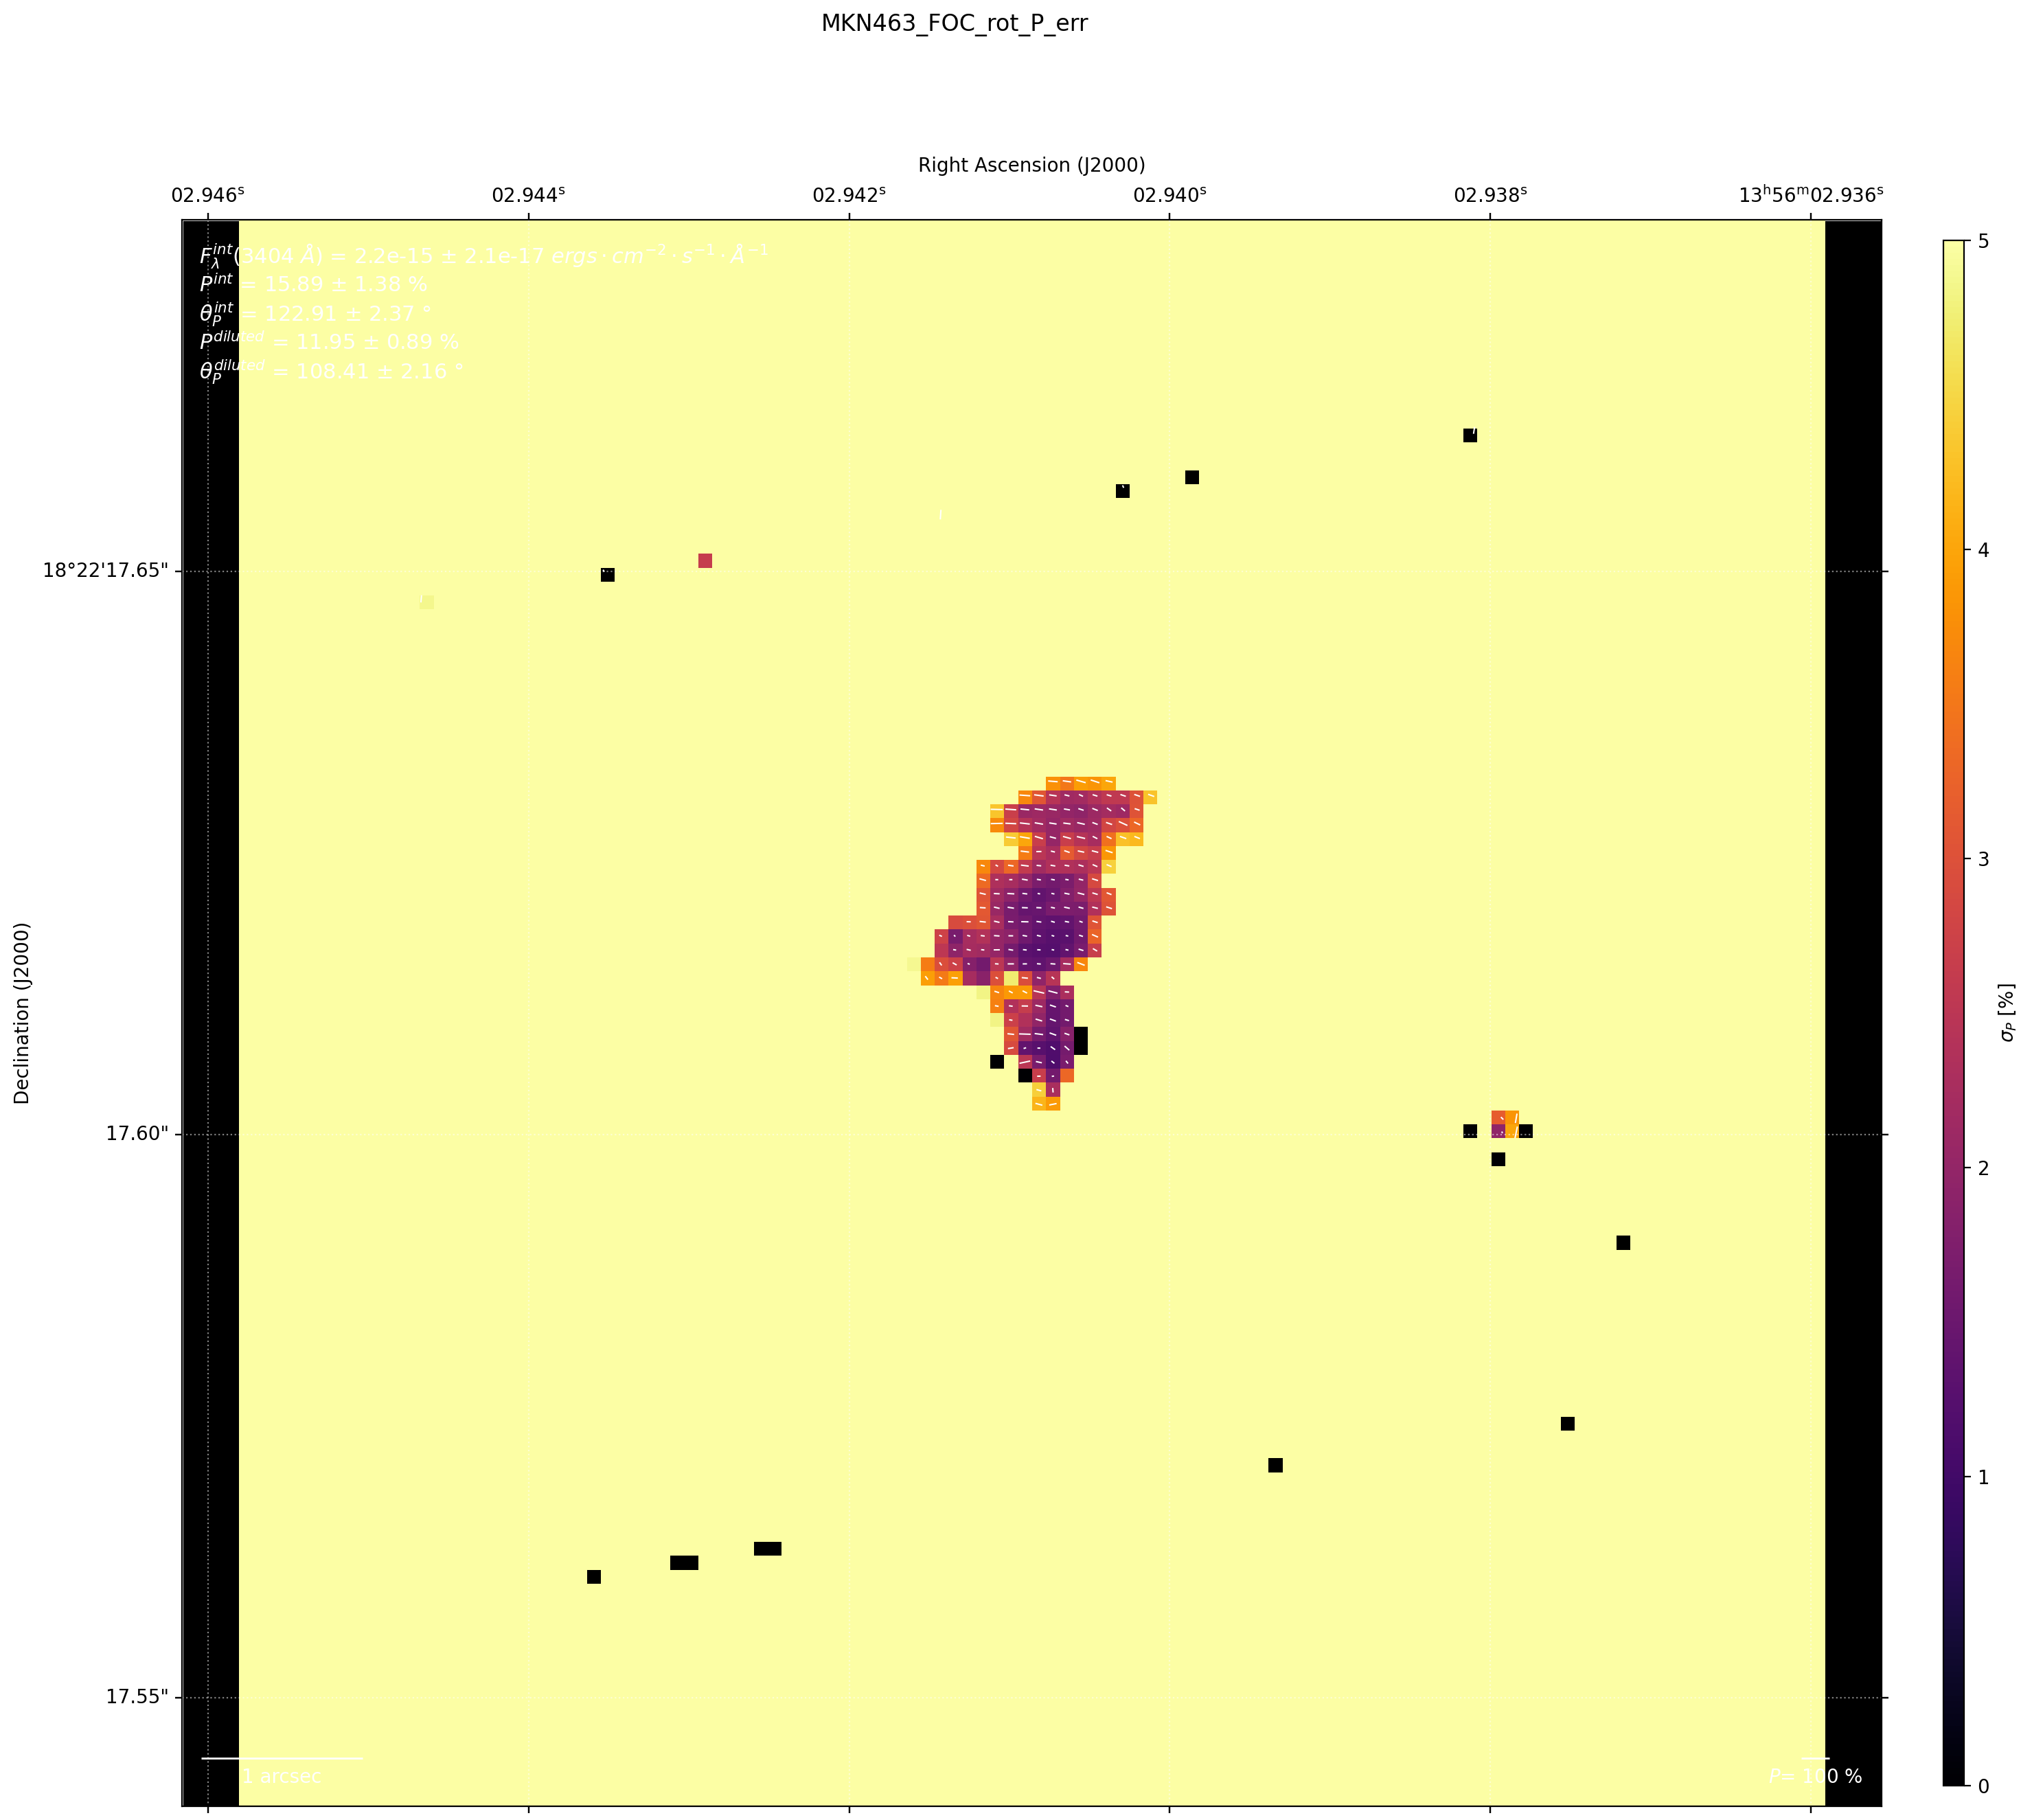 MKN463_FOC_rot_P_err
Right Ascension (J2000)
02.946ˢ 02.944ˢ 02.942ˢ 02.940ˢ 02.938ˢ 13ʰ56ᵐ02.936ˢ
F_λ^int (3404 Å) = 2.2e-15 ± 2.1e-17 ergs · cm⁻² · s⁻¹ · Å⁻¹
P^int = 15.89 ± 1.38 %
θ_P^int = 122.91 ± 2.37 °
P^diluted = 11.95 ± 0.89 %
θ_P^diluted = 108.41 ± 2.16 °
18°22'17.65"
17.60"
17.55"
Declination (J2000)
1 arcsec
P= 100 %
5
4
3
2
1
0
σ_P [%]